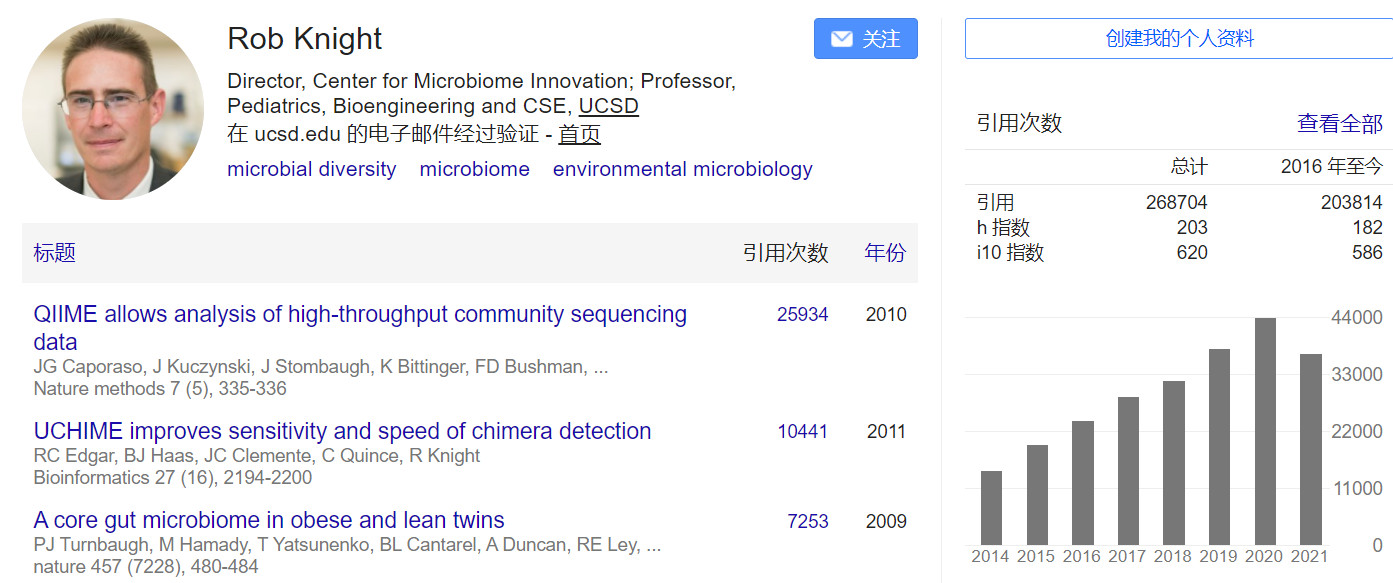 Rob Knight
关注
Director, Center for Microbiome Innovation; Professor,
Pediatrics, Bioengineering and CSE, UCSD
在 ucsd.edu 的电子邮件经过验证 - 首页
microbial diversity microbiome environmental microbiology
标题 引用次数 年份
QIIME allows analysis of high-throughput community sequencing 25934 2010
data
JG Caporaso, J Kuczynski, J Stombaugh, K Bittinger, FD Bushman, ...
Nature methods 7 (5), 335-336
UCHIME improves sensitivity and speed of chimera detection 10441 2011
RC Edgar, BJ Haas, JC Clemente, C Quince, R Knight
Bioinformatics 27 (16), 2194-2200
A core gut microbiome in obese and lean twins 7253 2009
PJ Turnbaugh, M Hamady, T Yatsunenko, BL Cantarel, A Duncan, RE Ley, ...
nature 457 (7228), 480-484
创建我的个人资料
引用次数 查看全部
总计 2016 年至今
引用 268704 203814
h 指数 203 182
i10 指数 620 586
44000
33000
22000
11000
0
2014 2015 2016 2017 2018 2019 2020 2021